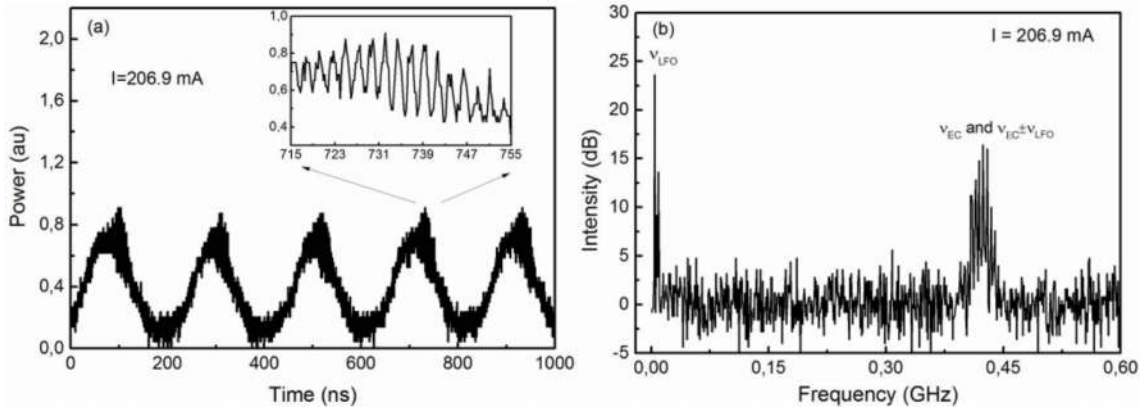 (a)
I=206.9 mA
Power (au)
2,0
1,6
1,2
0,8
0,4
0,0
0 200 400 600 800 1000
Time (ns)
1,0
0,8
0,6
0,4
715 723 731 739 747 755
(b)
I = 206.9 mA
νLFO
νEC and νEC±νLFO
Intensity (dB)
30
25
20
15
10
5
0
-5
0,00 0,15 0,30 0,45 0,60
Frequency (GHz)